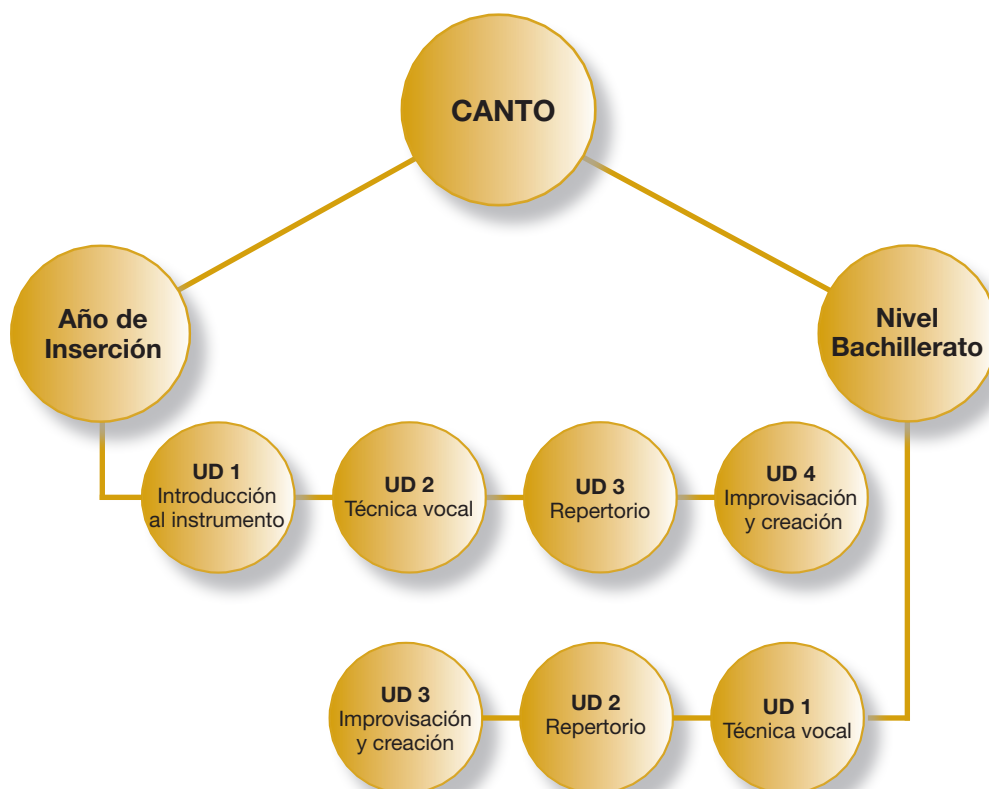 CANTO
Año de
Inserción
Nivel
Bachillerato
UD 1
Introducción
al instrumento
UD 2
Técnica vocal
UD 3
Repertorio
UD 4
Improvisación
y creación
UD 3
Improvisación
y creación
UD 2
Repertorio
UD 1
Técnica vocal